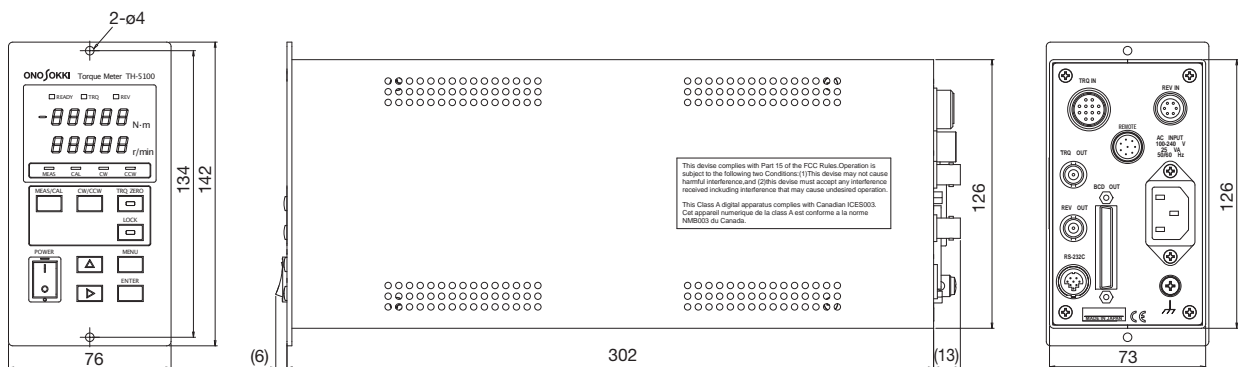 2-ø4
ONO SOKKI Torque Meter TH-5100
READY TRQ REV
-88888 N·m
88888 r/min
MEAS CAL CW CCW
MEAS/CAL CW/CCW TRQ ZERO
LOCK
POWER MENU
ENTER
134
142
76
This devise complies with Part 15 of the FCC Rules.Operation is
subject to the following two Conditions:(1)This devise may not cause
harmful interference,and (2)this devise must accept any interference
received including interference that may cause undesired operation.
This Class A digital apparatus complies with Canadian ICES003.
Cet appareil numerique de la class A est conforme a la norme
NMB003 du Canada.
(6)
302
(13)
126
TRQ IN
REV IN
REMOTE
AC INPUT
100-240 V
25 VA
50/60 Hz
TRQ OUT
BCD OUT
REV OUT
RS-232C
MADE IN JAPAN CE
126
73